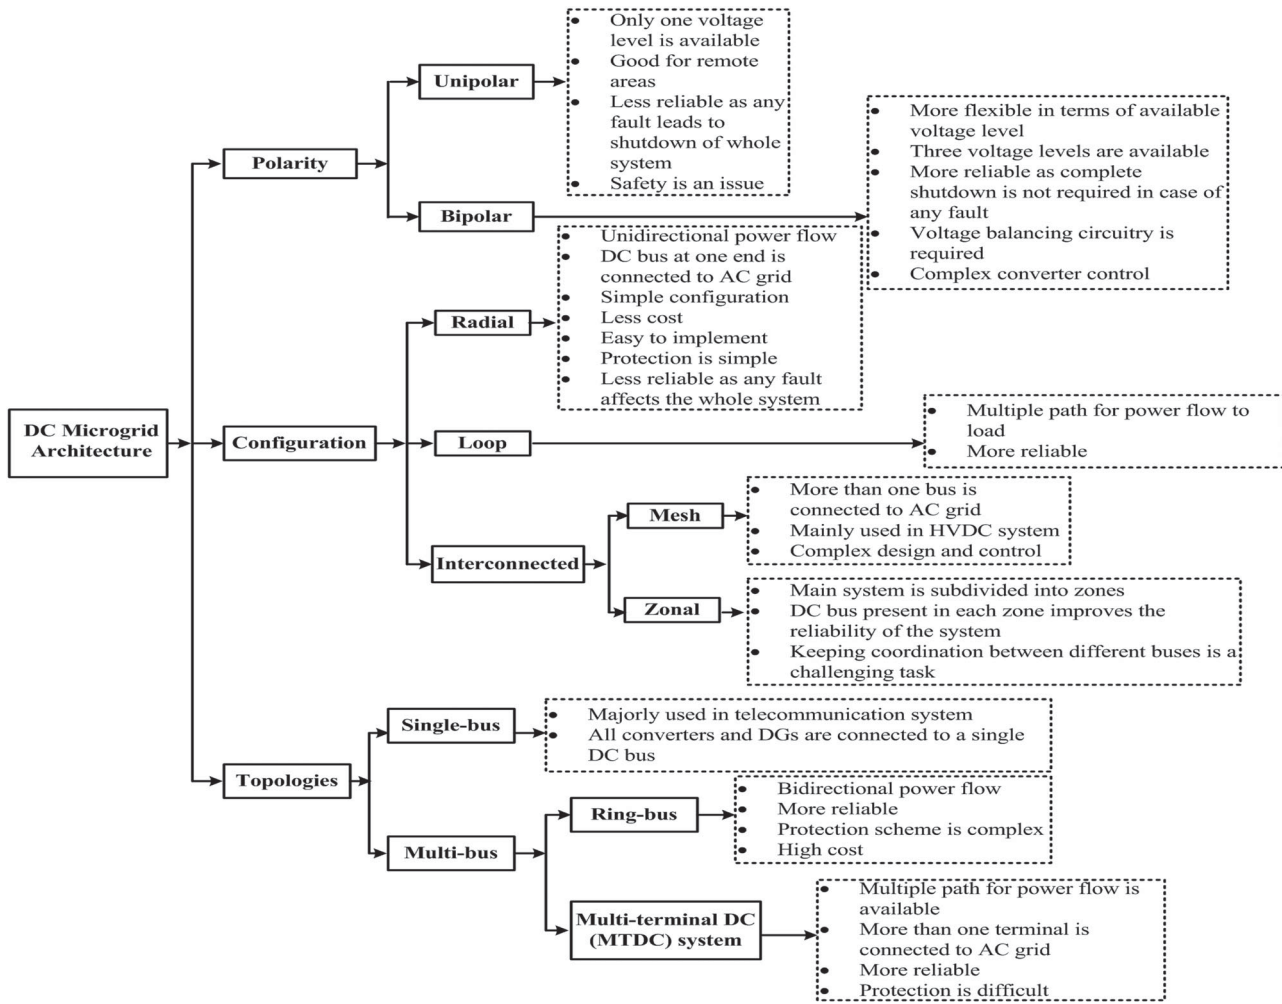 DC Microgrid
Architecture
Polarity
Unipolar
• Only one voltage
level is available
• Good for remote
areas
• Less reliable as any
fault leads to
shutdown of whole
system
• Safety is an issue
Bipolar
• More flexible in terms of available
voltage level
• Three voltage levels are available
• More reliable as complete
shutdown is not required in case of
any fault
• Voltage balancing circuitry is
required
• Complex converter control
Configuration
Radial
• Unidirectional power flow
• DC bus at one end is
connected to AC grid
• Simple configuration
• Less cost
• Easy to implement
• Protection is simple
• Less reliable as any fault
affects the whole system
Loop
• Multiple path for power flow to
load
• More reliable
Interconnected
Mesh
• More than one bus is
connected to AC grid
• Mainly used in HVDC system
• Complex design and control
Zonal
• Main system is subdivided into zones
• DC bus present in each zone improves the
reliability of the system
• Keeping coordination between different buses is a
challenging task
Topologies
Single-bus
• Majorly used in telecommunication system
• All converters and DGs are connected to a single
DC bus
Multi-bus
Ring-bus
• Bidirectional power flow
• More reliable
• Protection scheme is complex
• High cost
Multi-terminal DC
(MTDC) system
• Multiple path for power flow is
available
• More than one terminal is
connected to AC grid
• More reliable
• Protection is difficult